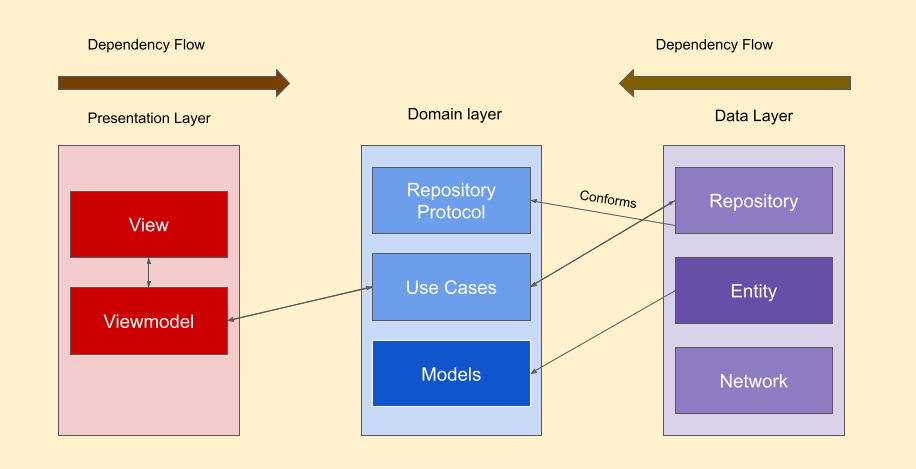 Dependency Flow
Dependency Flow
Presentation Layer
Domain layer
Data Layer
View
Viewmodel
Repository
Protocol
Use Cases
Models
Conforms
Repository
Entity
Network